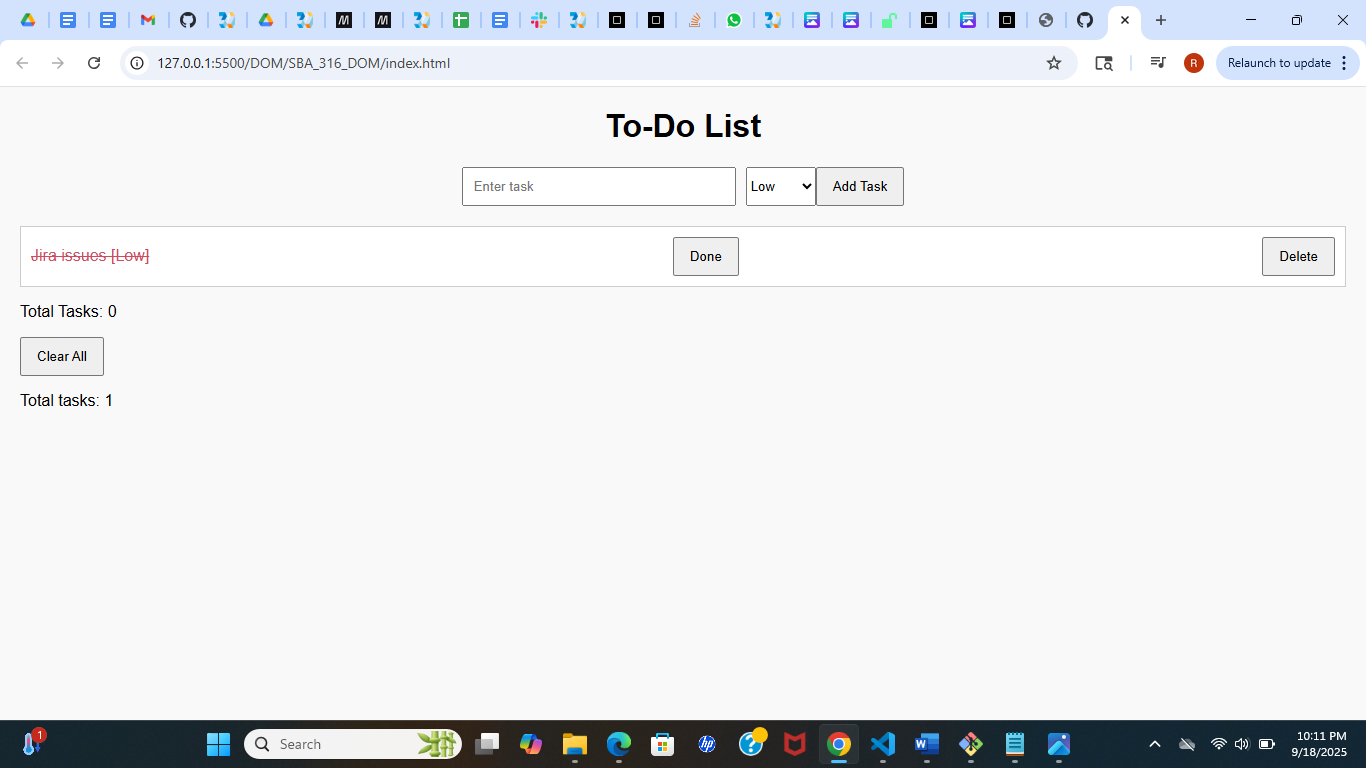 127.0.0.1:5500/DOM/SBA_316_DOM/index.html
R
Relaunch to update
To-Do List
Enter task
Low
Add Task
Jira issues [Low]
Done
Delete
Total Tasks: 0
Clear All
Total tasks: 1
1
Search
10:11 PM
9/18/2025